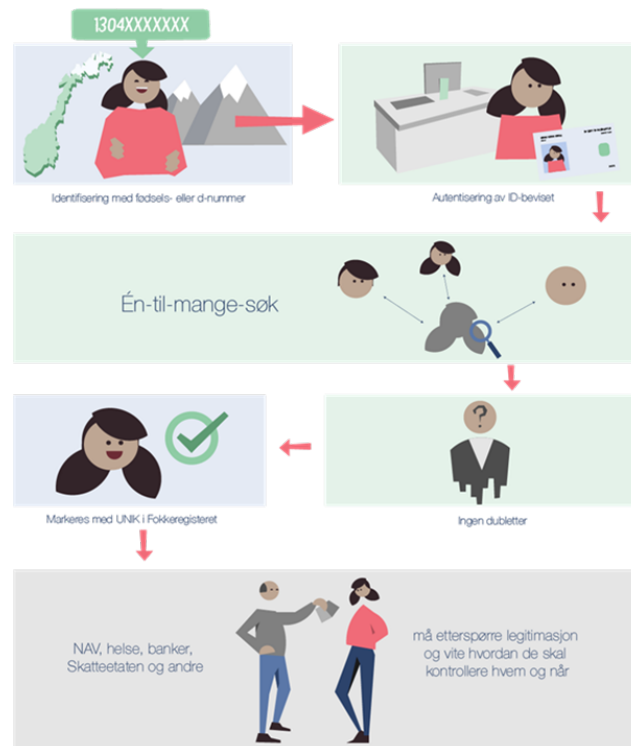 1304XXXXXXX
Identifisering med fødsels- eller d-nummer
Autentisering av ID-beviset
Én-til-mange-søk
?
Markeres med UNIK i Fokkeregisteret
Ingen dubletter
NAV, helse, banker,
Skatteetaten og andre
må etterspørre legitimasjon
og vite hvordan de skal
kontrollere hvem og når